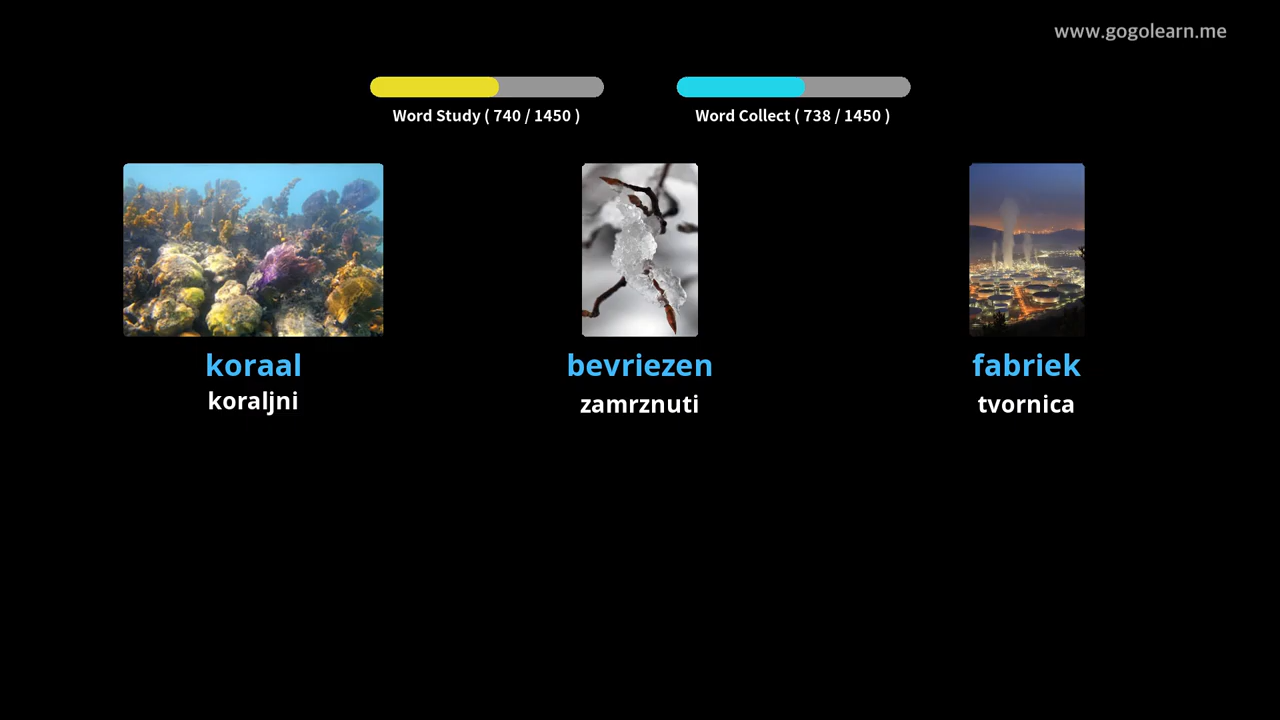 www.gogolearn.me
Word Study ( 740 / 1450 )
Word Collect ( 738 / 1450 )
koraal
koraljni
bevriezen
zamrznuti
fabriek
tvornica